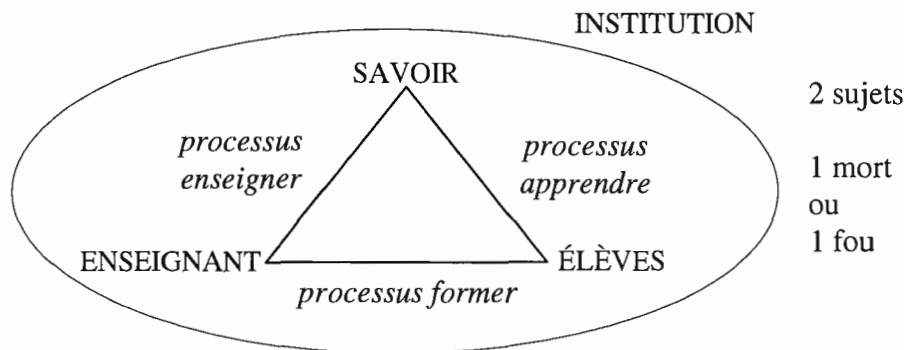 INSTITUTION
SAVOIR
2 sujets
processus
enseigner
processus
apprendre
1 mort
ou
1 fou
ENSEIGNANT
ÉLÈVES
processus former